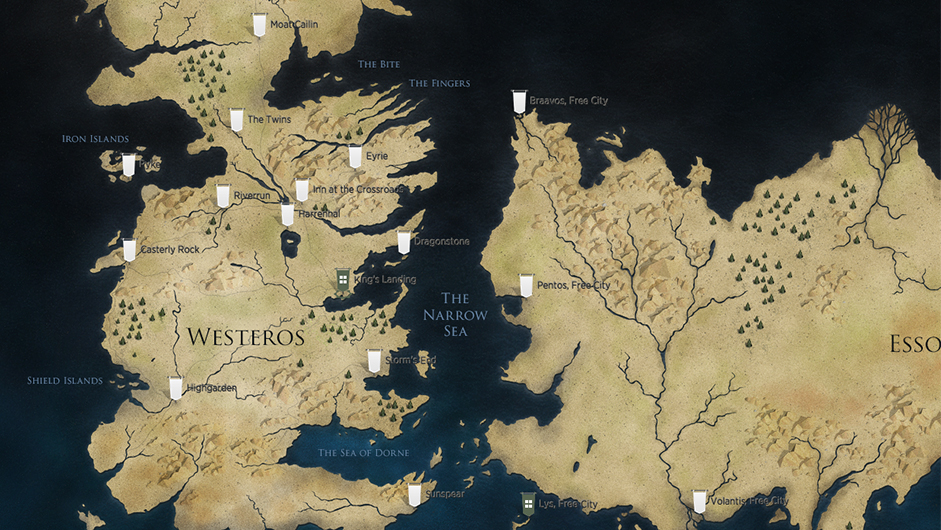 Moat Cailin
THE BITE
THE FINGERS
Braavos, Free City
The Twins
IRON ISLANDS
Eyrie
Pyke
Inn at the Crossroads
Riverrun
Harrenhal
Dragonstone
Casterly Rock
King's Landing
Pentos, Free City
THE
NARROW
SEA
WESTEROS
ESSO
Storm's End
SHIELD ISLANDS
Highgarden
THE SEA OF DORNE
Sunspear
Lys, Free City
Volantis, Free City